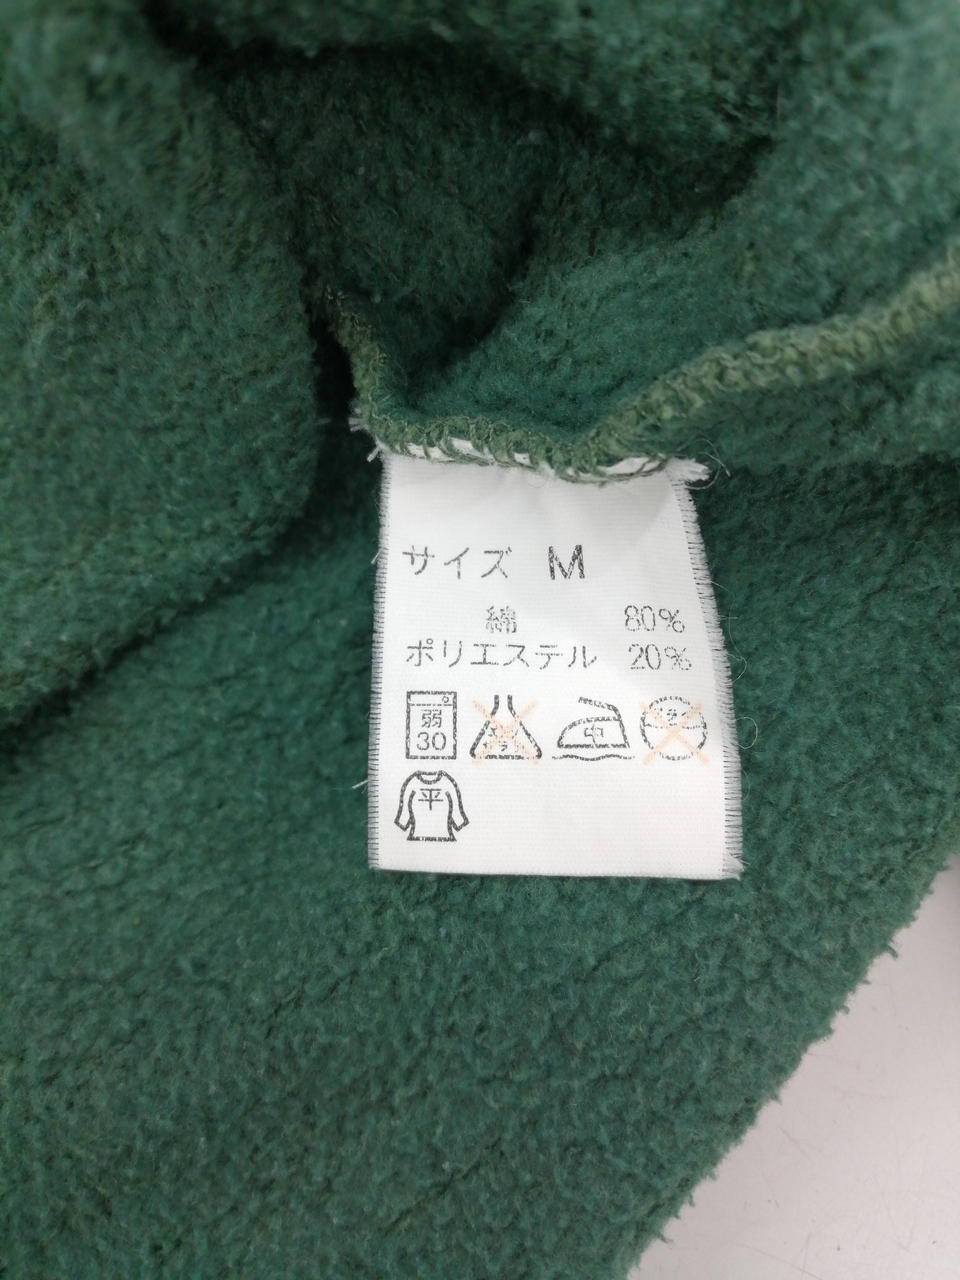 サイズ M
綿 80%
ポリエステル 20%
弱 中
30
平